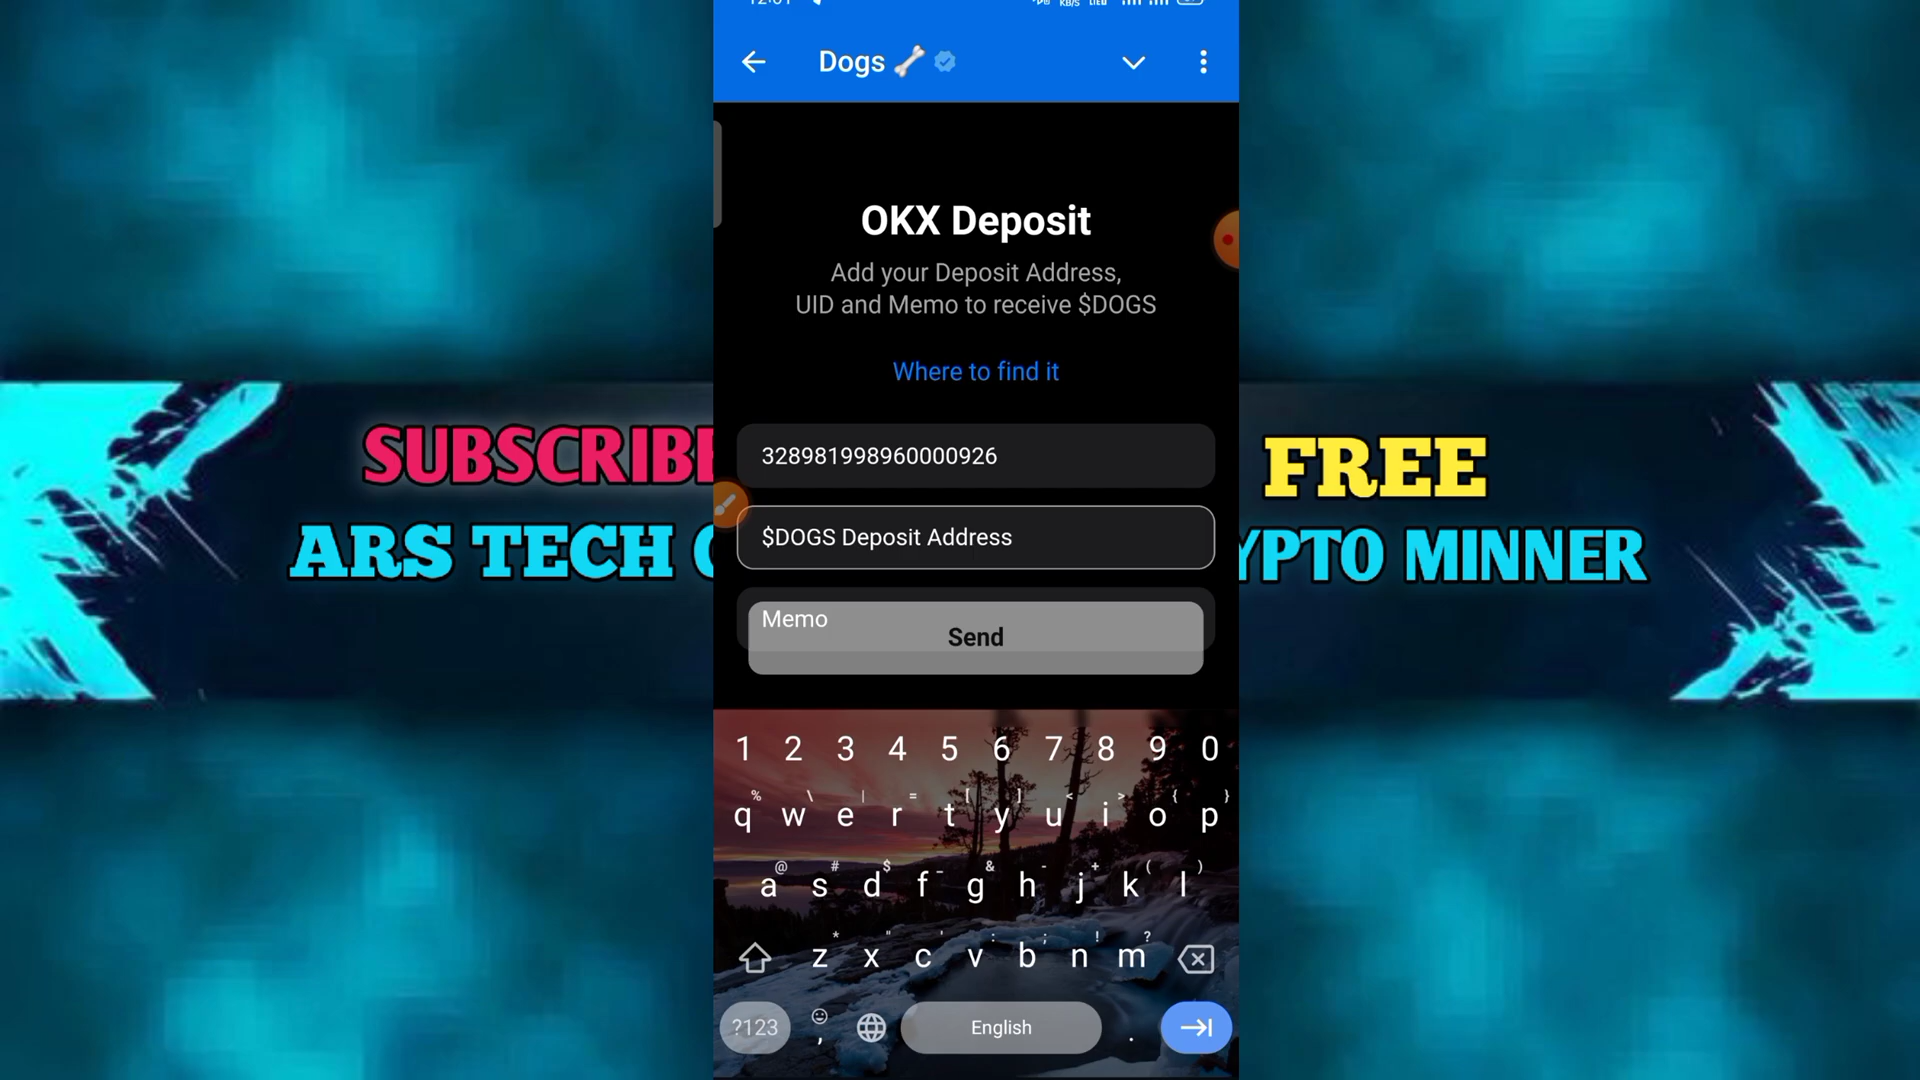 Dogs
OKX Deposit
Add your Deposit Address,
UID and Memo to receive $DOGS
Where to find it
328981998960000926
$DOGS Deposit Address
Memo
Send
SUBSCRIBE
ARS TECH
FREE
YPTO MINNER
1 2 3 4 5 6 7 8 9 0
% \ | = [ ] < > { }
q w e r t y u i o p
@ # $ - & - + ( )
a s d f g h j k l
* " ' : ; ! ?
z x c v b n m
?123 , English .